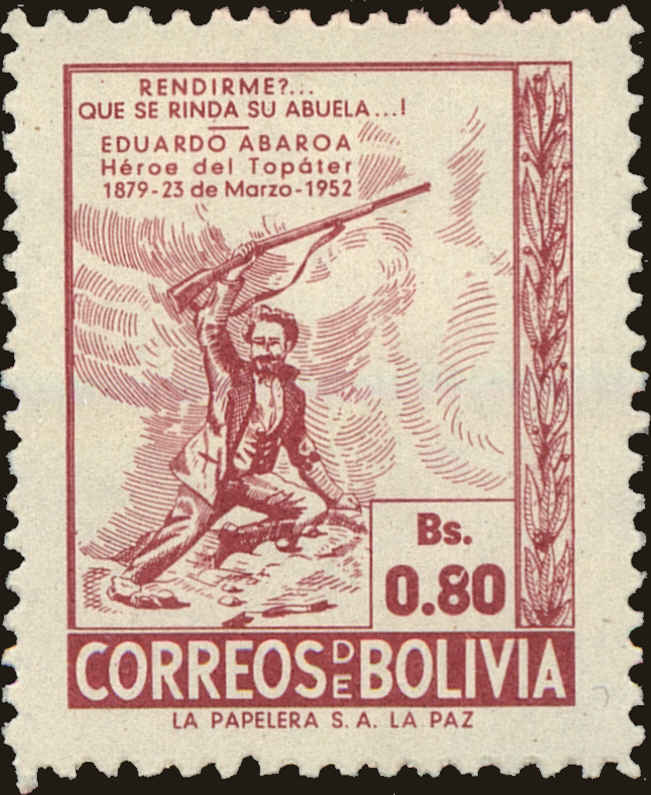 RENDIRME?...
QUE SE RINDA SU ABUELA...!
EDUARDO ABAROA
Héroe del Topáter
1879-23 de Marzo-1952
Bs.
0.80
CORREOS DE BOLIVIA
LA PAPELERA S.A. LA PAZ